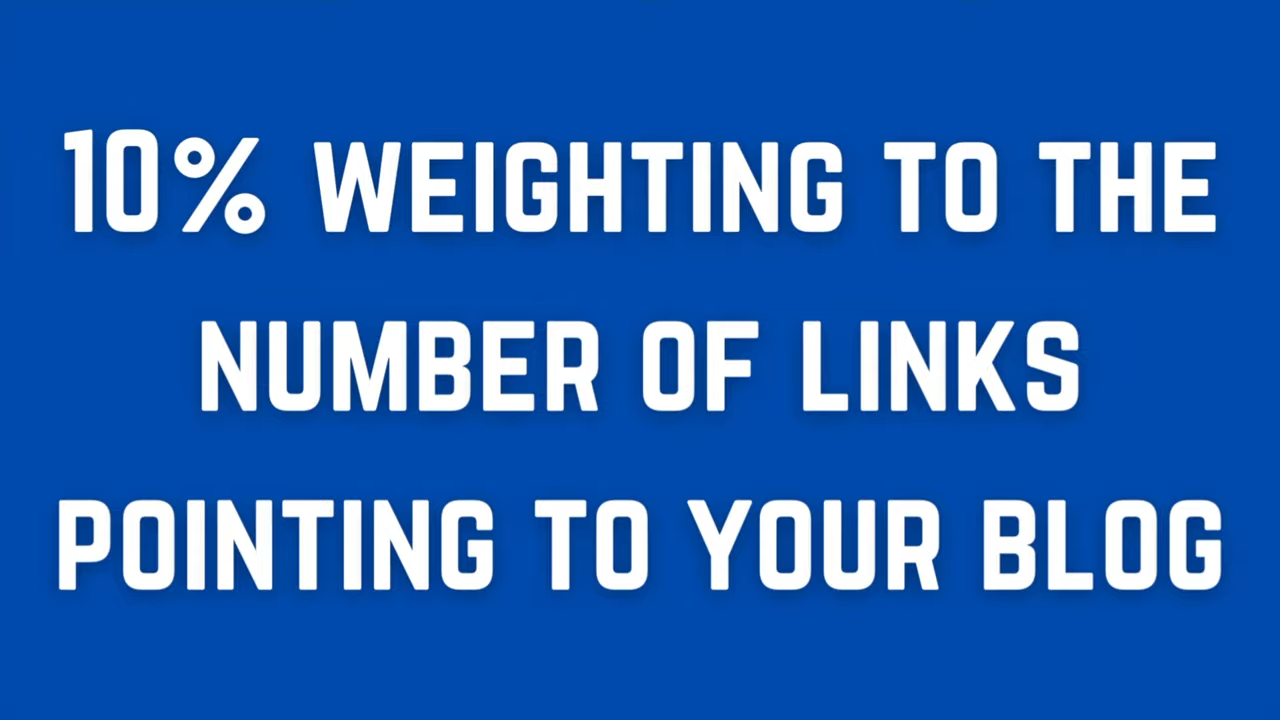 10% WEIGHTING TO THE
NUMBER OF LINKS
POINTING TO YOUR BLOG